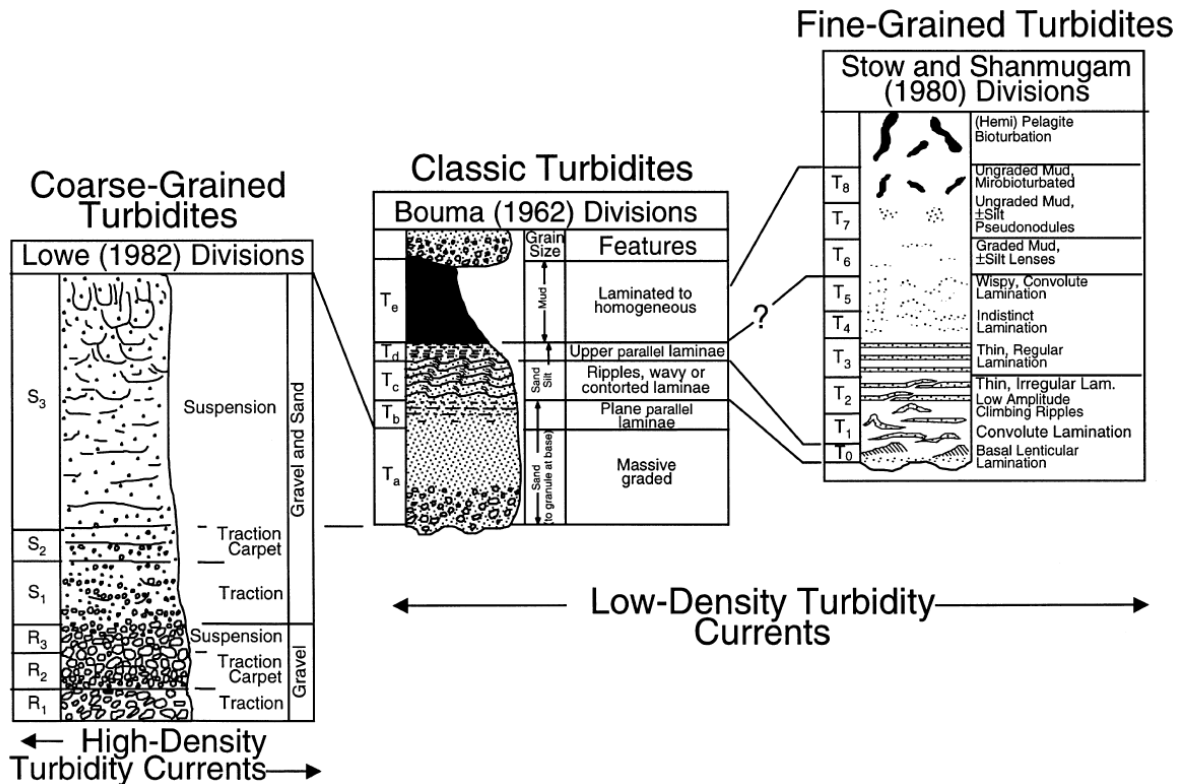 Coarse-Grained
Turbidites
Lowe (1982) Divisions
S3
S2
S1
R3
R2
R1
Suspension
Traction
Carpet
Traction
Suspension
Traction
Carpet
Traction
Gravel and Sand
Gravel
High-Density
Turbidity Currents
Classic Turbidites
Bouma (1962) Divisions
Grain
Size
Features
Te
Td
Tc
Tb
Ta
Mud
Sand
Silt
Sand
(to granule at base)
Laminated to
homogeneous
Upper parallel laminae
Ripples, wavy or
contorted laminae
Plane parallel
laminae
Massive
graded
?
Low-Density Turbidity
Currents
Fine-Grained Turbidites
Stow and Shanmugam
(1980) Divisions
T8
T7
T6
T5
T4
T3
T2
T1
T0
(Hemi) Pelagite
Bioturbation
Ungraded Mud,
Mirobioturbated
Ungraded Mud,
±Silt
Pseudonodules
Graded Mud,
±Silt Lenses
Wispy, Convolute
Lamination
Indistinct
Lamination
Thin, Regular
Lamination
Thin, Irregular Lam.
Low Amplitude
Climbing Ripples
Convolute Lamination
Basal Lenticular
Lamination